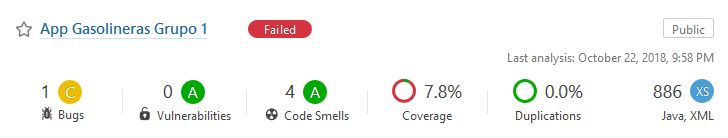 App Gasolineras Grupo 1 Failed Public
Last analysis: October 22, 2018, 9:58 PM
1 C 0 A 4 A 7.8% 0.0% 886 XS
Bugs Vulnerabilities Code Smells Coverage Duplications Java, XML